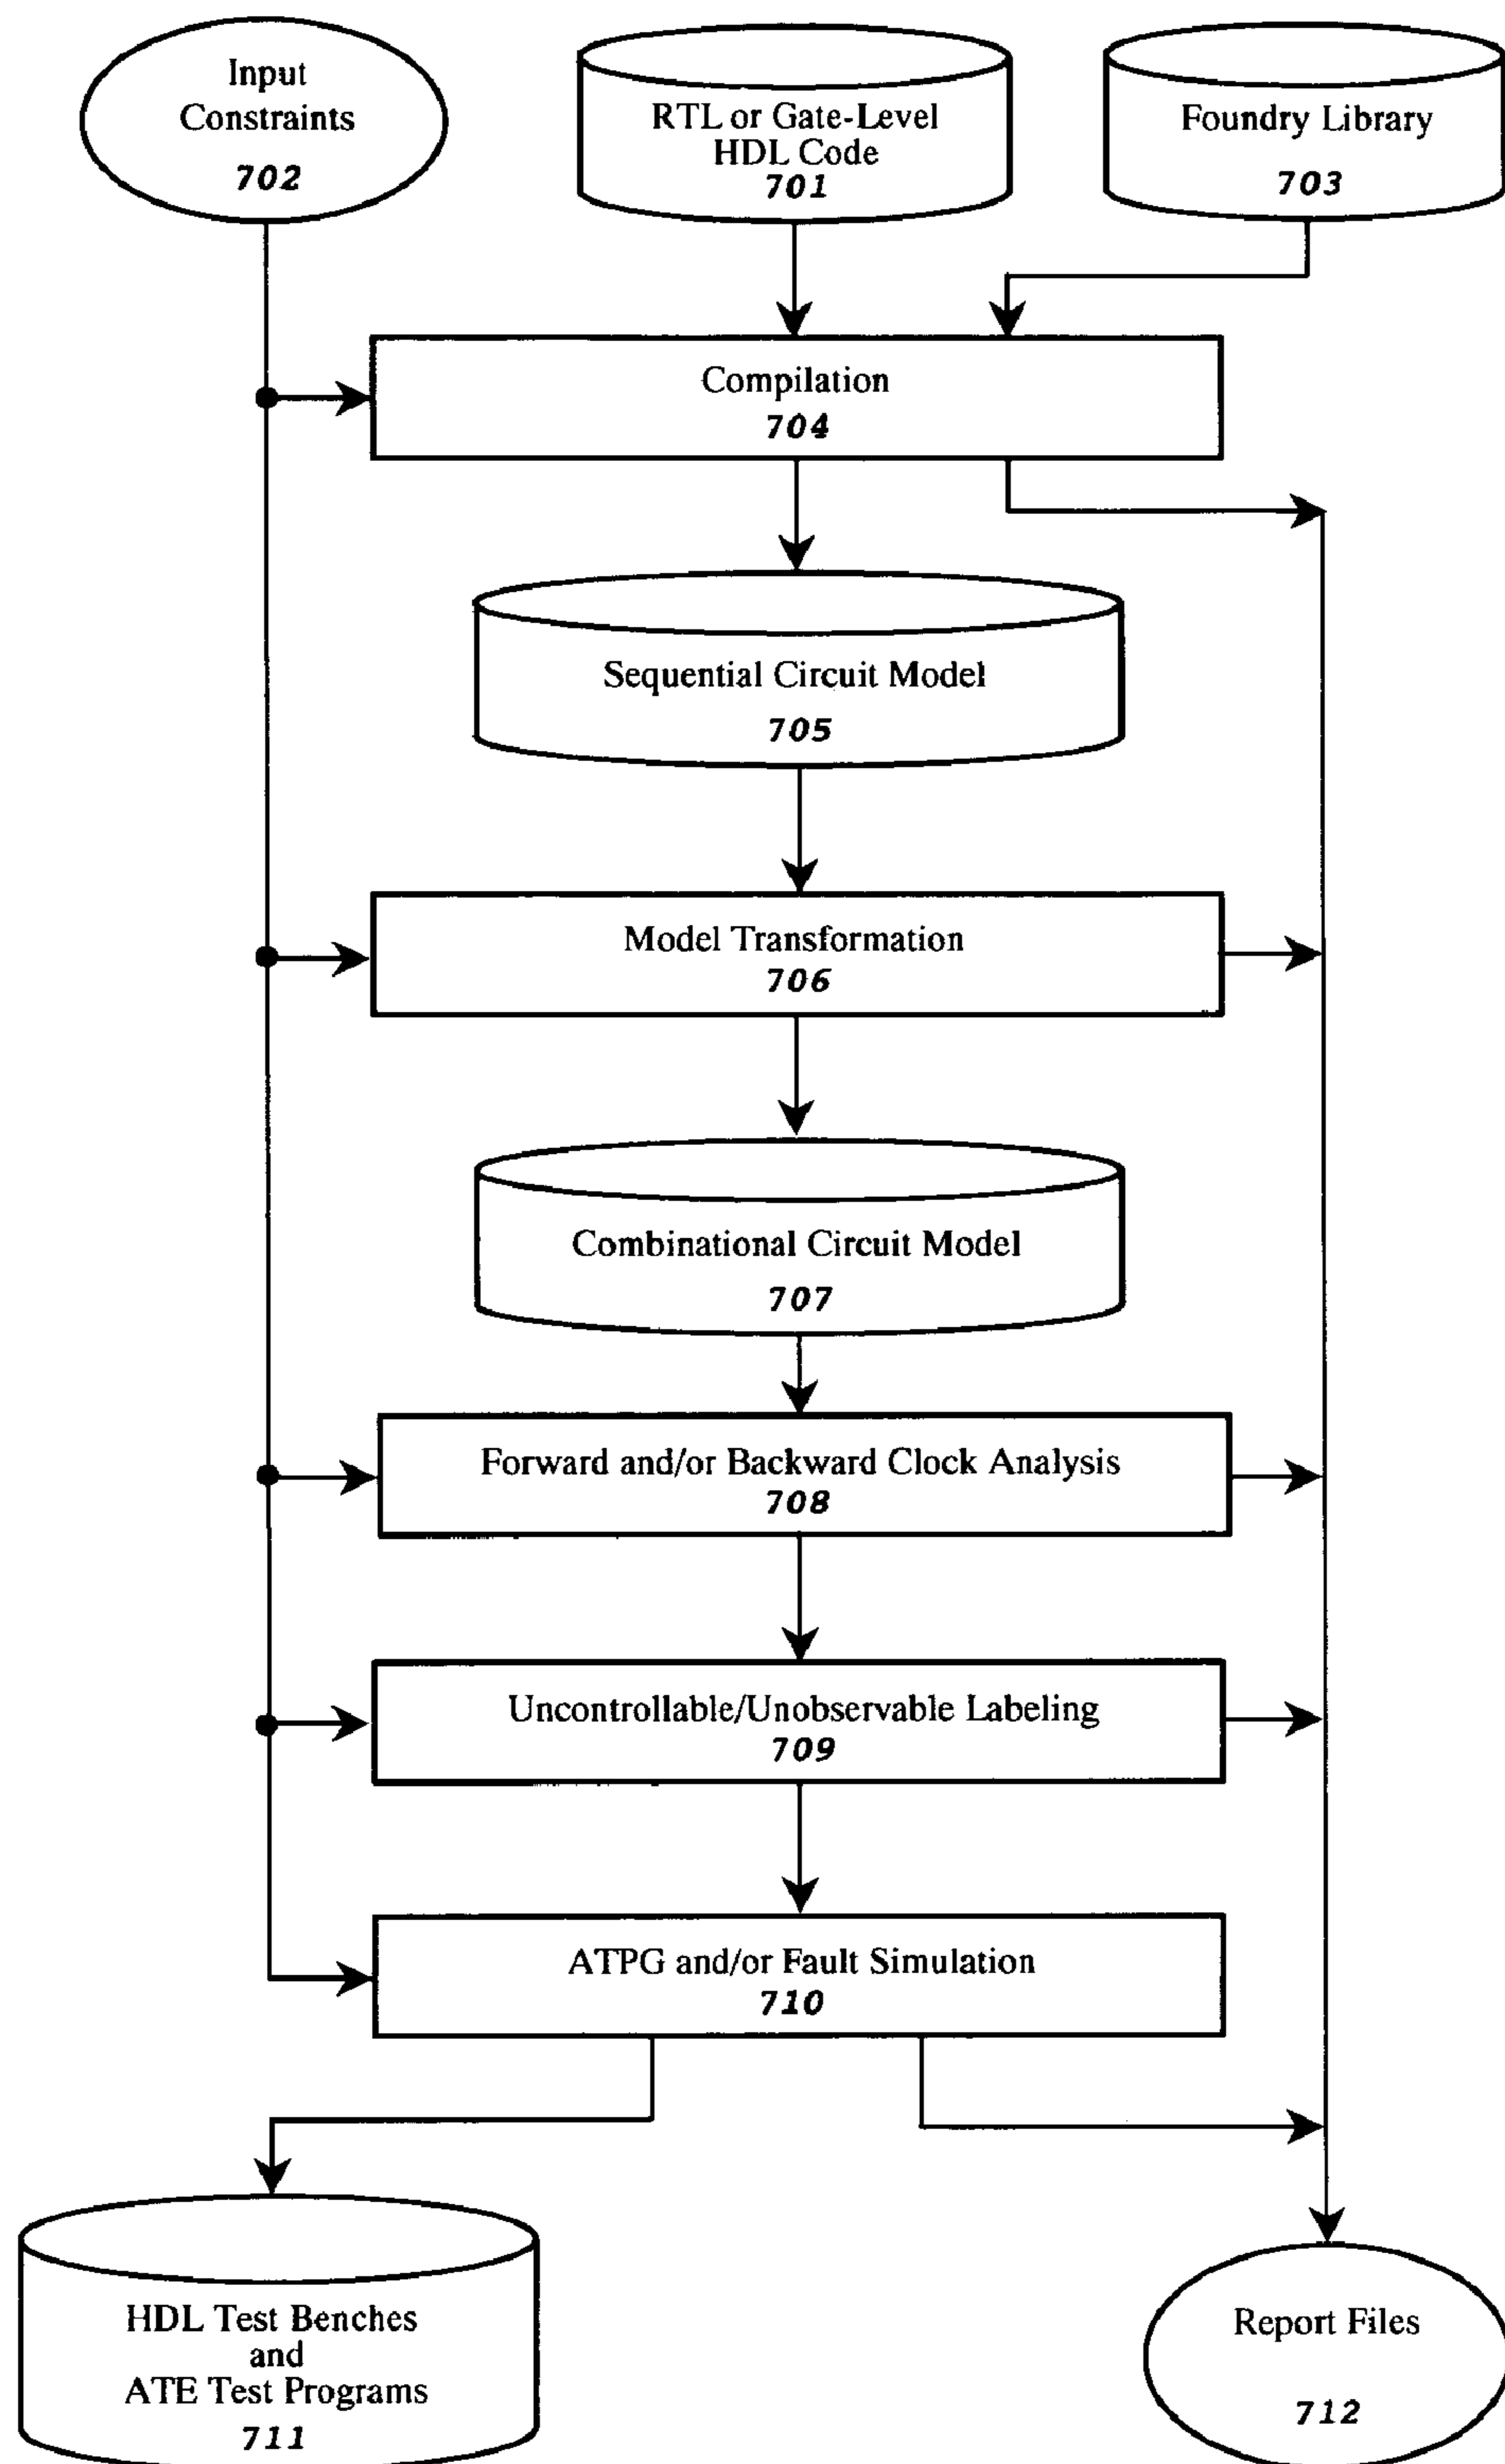 Input
Constraints
702
RTL or Gate-Level
HDL Code
701
Foundry Library
703
Compilation
704
Sequential Circuit Model
705
Model Transformation
706
Combinational Circuit Model
707
Forward and/or Backward Clock Analysis
708
Uncontrollable/Unobservable Labeling
709
ATPG and/or Fault Simulation
710
HDL Test Benches
and
ATE Test Programs
711
Report Files
712